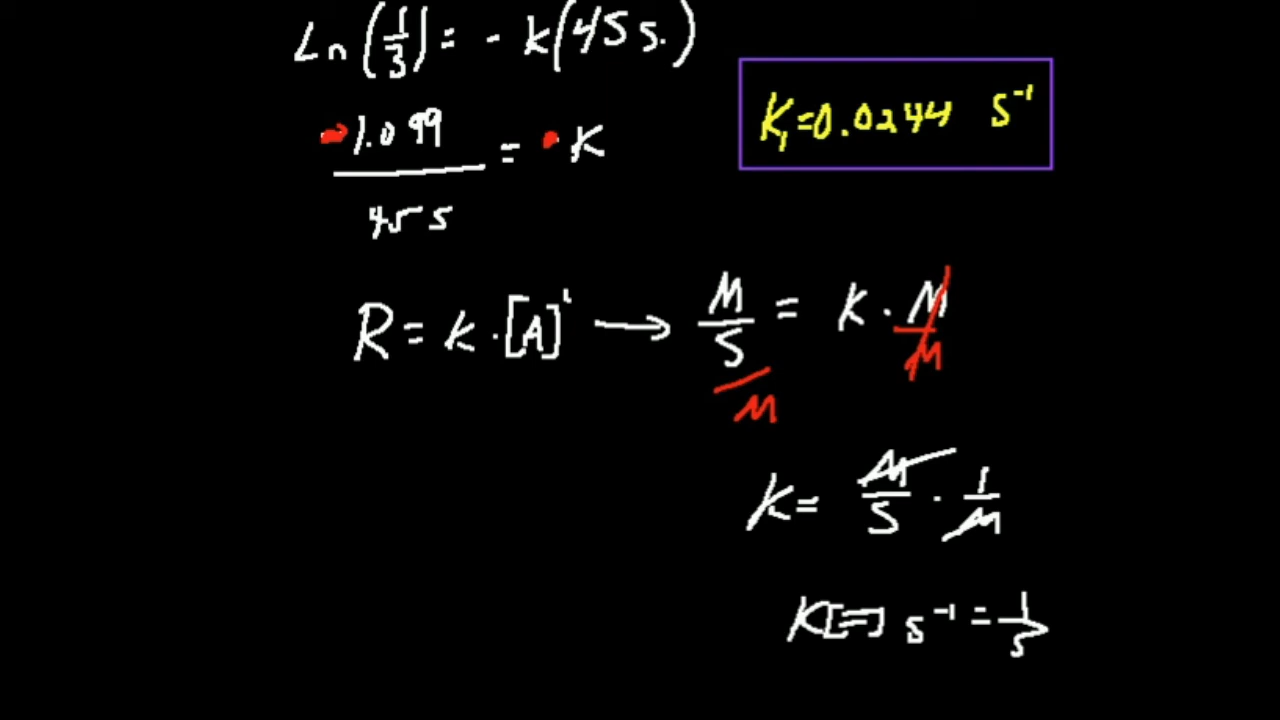 Ln(1/3) = - k(45 s.)
K₁=0.0244 s⁻¹
-1.099/45 s = - K
R = k · [A]¹ → M/S / M = K · M/M
K = M/S · 1/M
K[=] s⁻¹ = 1/s